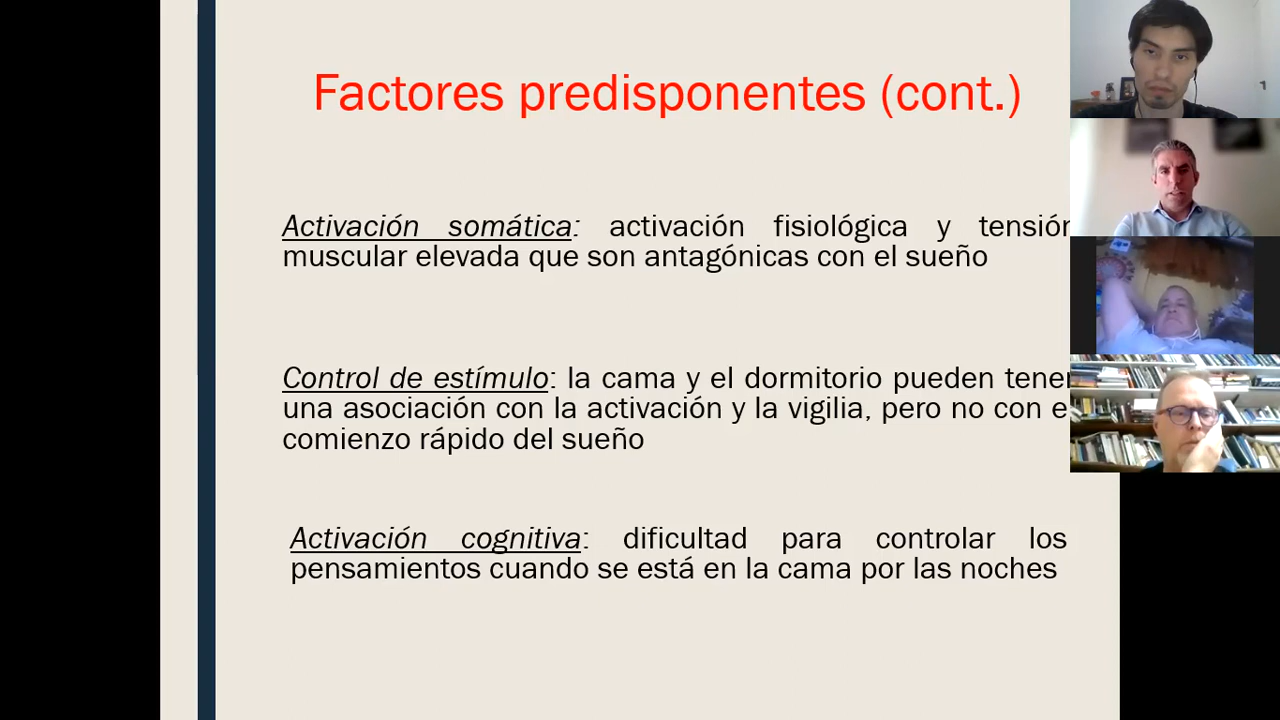 Factores predisponentes (cont.)
Activación somática: activación fisiológica y tensión
muscular elevada que son antagónicas con el sueño
Control de estímulo: la cama y el dormitorio pueden tener
una asociación con la activación y la vigilia, pero no con e
comienzo rápido del sueño
Activación cognitiva: dificultad para controlar los
pensamientos cuando se está en la cama por las noches